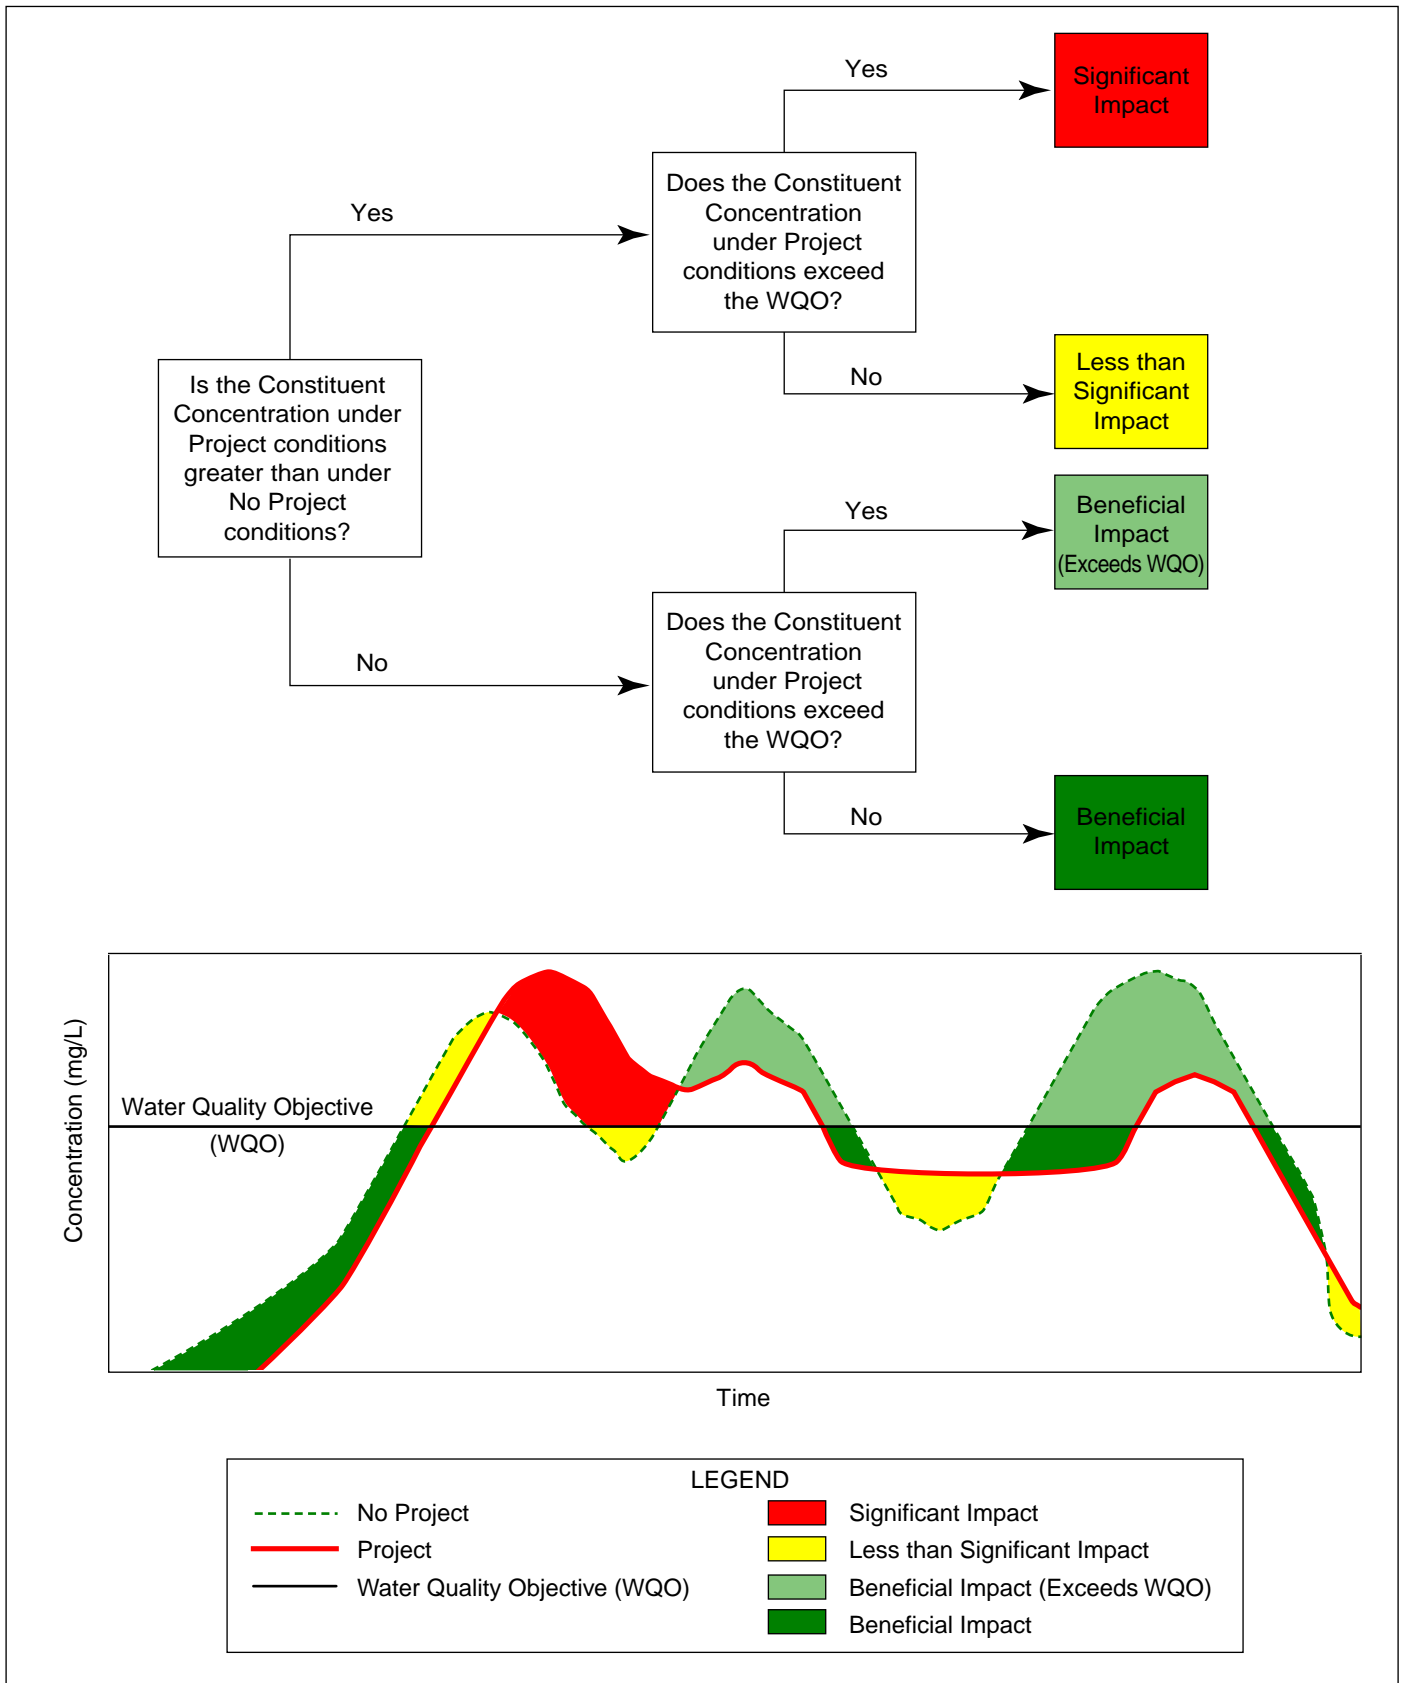 Yes
Significant
Impact
Does the Constituent
Concentration
under Project
conditions exceed
the WQO?
Yes
No
Less than
Significant
Impact
Is the Constituent
Concentration under
Project conditions
greater than under
No Project
conditions?
Yes
Beneficial
Impact
(Exceeds WQO)
Does the Constituent
Concentration
under Project
conditions exceed
the WQO?
No
No
Beneficial
Impact
Concentration (mg/L)
Water Quality Objective
(WQO)
Time
LEGEND
No Project
Project
Water Quality Objective (WQO)
Significant Impact
Less than Significant Impact
Beneficial Impact (Exceeds WQO)
Beneficial Impact